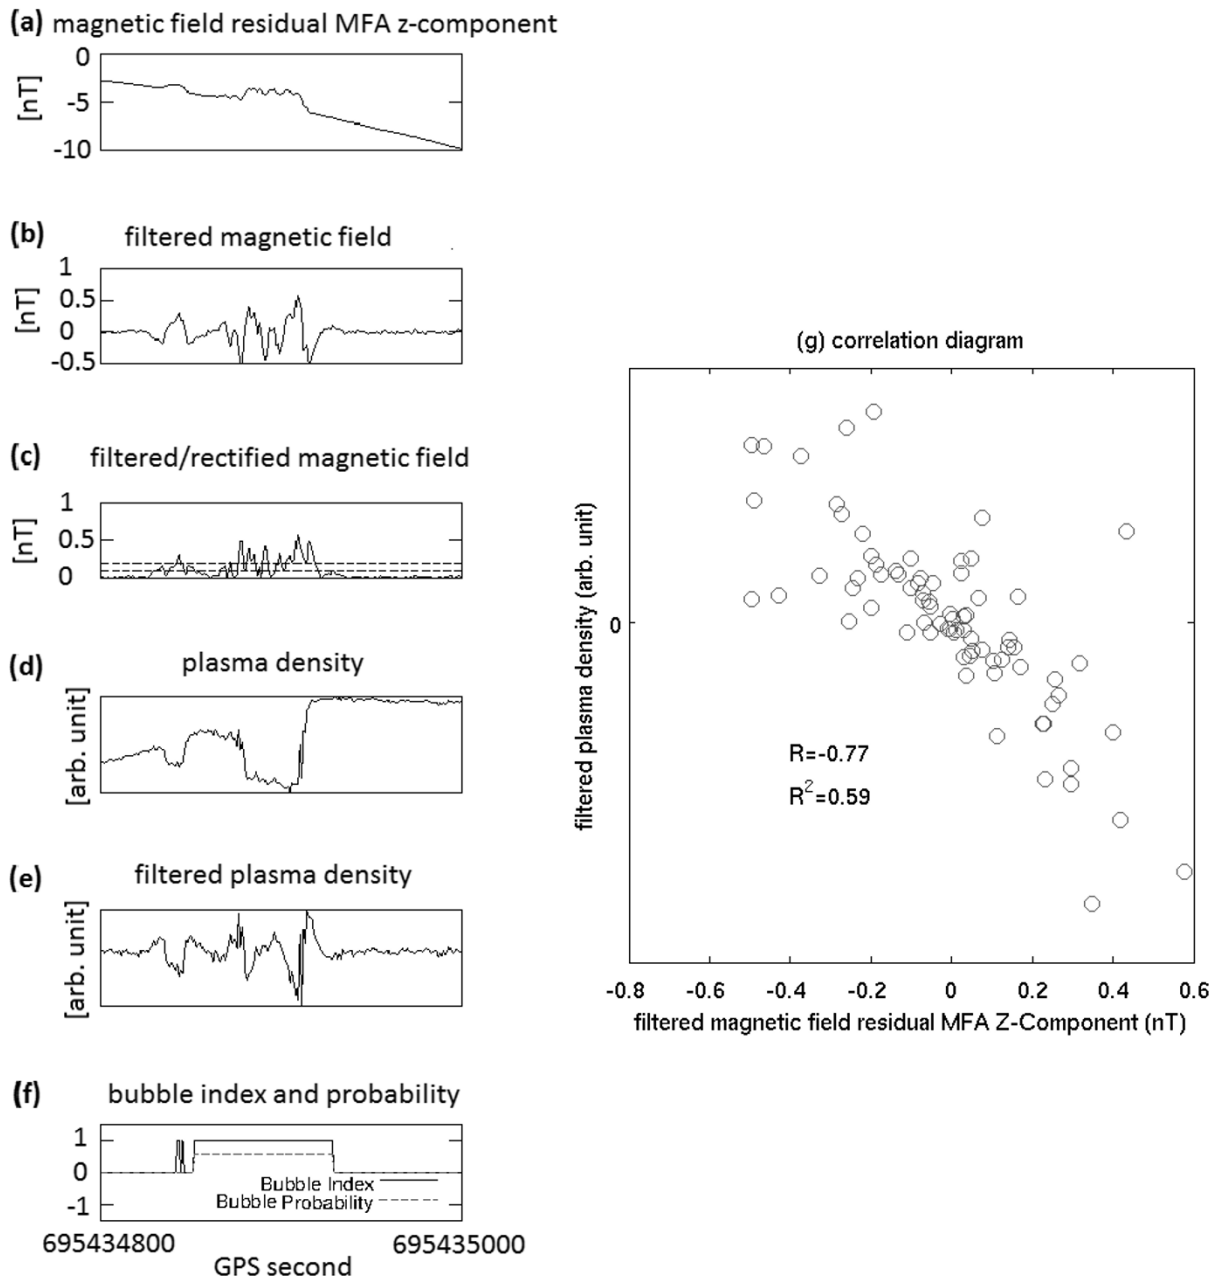 (a) magnetic field residual MFA z-component
0
-5
-10
[nT]
(b) filtered magnetic field
1
0.5
0
-0.5
[nT]
(c) filtered/rectified magnetic field
1
0.5
0
[nT]
(d) plasma density
[arb. unit]
(e) filtered plasma density
[arb. unit]
(f) bubble index and probability
1
0
-1
Bubble Index
Bubble Probability
695434800 695435000
GPS second
(g) correlation diagram
filtered plasma density (arb. unit)
0
R=-0.77
R²=0.59
-0.8 -0.6 -0.4 -0.2 0 0.2 0.4 0.6
filtered magnetic field residual MFA Z-Component (nT)